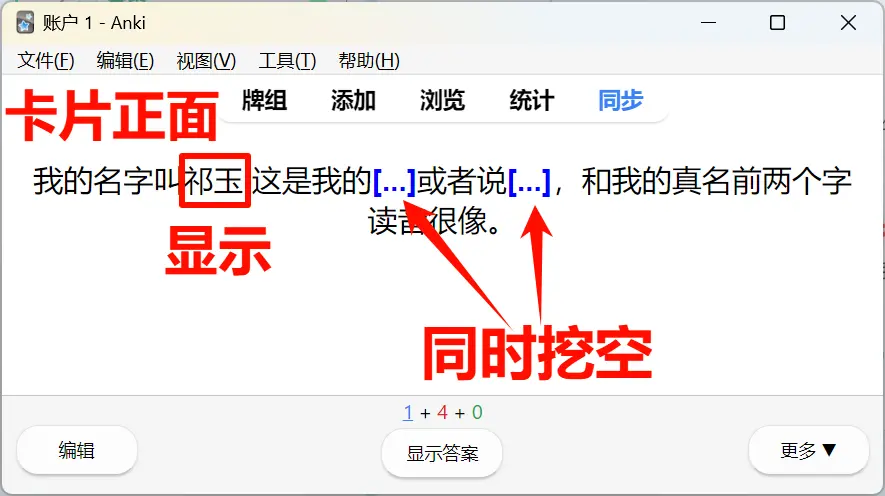 账户 1 - Anki
文件(F) 编辑(E) 视图(V) 工具(T) 帮助(H)
牌组 添加 浏览 统计 同步
卡片正面
我的名字叫祁玉 这是我的[...]或者说[...]，和我的真名前两个字
读音很像。
显示
同时挖空
1 + 4 + 0
编辑 显示答案 更多▼